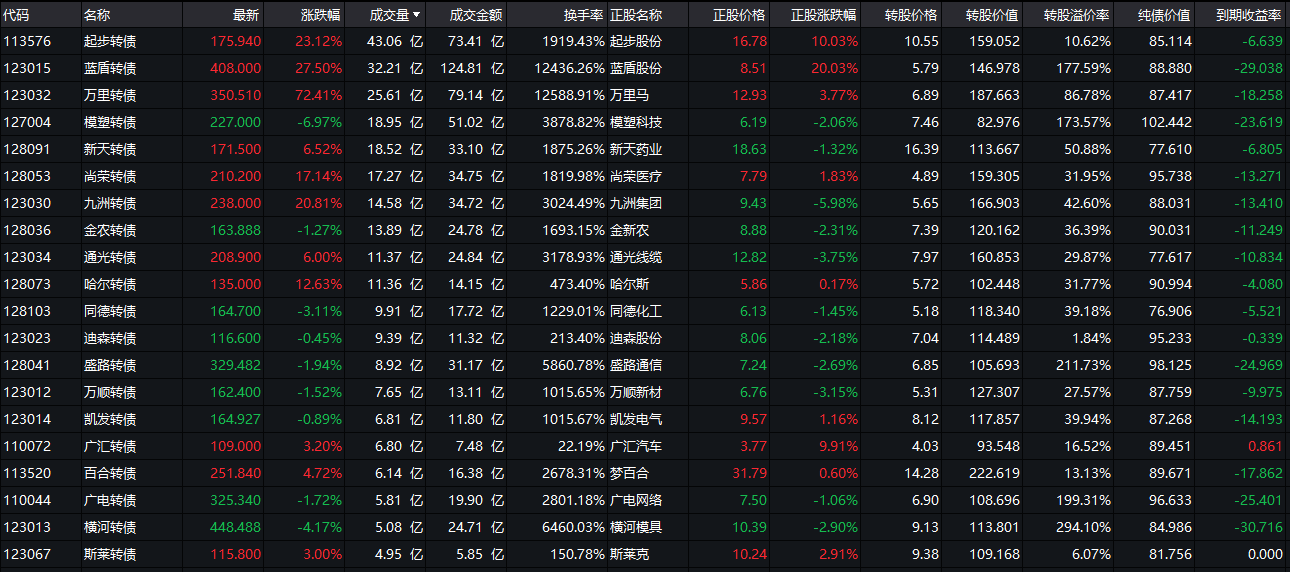 代码 名称 最新 涨跌幅 成交量 成交金额 换手率 正股名称 正股价格 正股涨跌幅 转股价格 转股价值 转股溢价率 纯债价值 到期收益率
113576 起步转债 175.940 23.12% 43.06 亿 73.41 亿 1919.43% 起步股份 16.78 10.03% 10.55 159.052 10.62% 85.114 -6.639
123015 蓝盾转债 408.000 27.50% 32.21 亿 124.81 亿 12436.26% 蓝盾股份 8.51 20.03% 5.79 146.978 177.59% 88.880 -29.038
123032 万里转债 350.510 72.41% 25.61 亿 79.14 亿 12588.91% 万里马 12.93 3.77% 6.89 187.663 86.78% 87.417 -18.258
127004 模塑转债 227.000 -6.97% 18.95 亿 51.02 亿 3878.82% 模塑科技 6.19 -2.06% 7.46 82.976 173.57% 102.442 -23.619
128091 新天转债 171.500 6.52% 18.52 亿 33.10 亿 1875.26% 新天药业 18.63 -1.32% 16.39 113.667 50.88% 77.610 -6.805
128053 尚荣转债 210.200 17.14% 17.27 亿 34.75 亿 1819.98% 尚荣医疗 7.79 1.83% 4.89 159.305 31.95% 95.738 -13.271
123030 九洲转债 238.000 20.81% 14.58 亿 34.72 亿 3024.49% 九洲集团 9.43 -5.98% 5.65 166.903 42.60% 88.031 -13.410
128036 金农转债 163.888 -1.27% 13.89 亿 24.78 亿 1693.15% 金新农 8.88 -2.31% 7.39 120.162 36.39% 90.031 -11.249
123034 通光转债 208.900 6.00% 11.37 亿 24.84 亿 3178.93% 通光线缆 12.82 -3.75% 7.97 160.853 29.87% 77.617 -10.834
128073 哈尔转债 135.000 12.63% 11.36 亿 14.15 亿 473.40% 哈尔斯 5.86 0.17% 5.72 102.448 31.77% 90.994 -4.080
128103 同德转债 164.700 -3.11% 9.91 亿 17.72 亿 1229.01% 同德化工 6.13 -1.45% 5.18 118.340 39.18% 76.906 -5.521
123023 迪森转债 116.600 -0.45% 9.39 亿 11.32 亿 213.40% 迪森股份 8.06 -2.18% 7.04 114.489 1.84% 95.233 -0.339
128041 盛路转债 329.482 -1.94% 8.92 亿 31.17 亿 5860.78% 盛路通信 7.24 -2.69% 6.85 105.693 211.73% 98.125 -24.969
123012 万顺转债 162.400 -1.52% 7.65 亿 13.11 亿 1015.65% 万顺新材 6.76 -3.15% 5.31 127.307 27.57% 87.759 -9.975
123014 凯发转债 164.927 -0.89% 6.81 亿 11.80 亿 1015.67% 凯发电气 9.57 1.16% 8.12 117.857 39.94% 87.268 -14.193
110072 广汇转债 109.000 3.20% 6.80 亿 7.48 亿 22.19% 广汇汽车 3.77 9.91% 4.03 93.548 16.52% 89.451 0.861
113520 百合转债 251.840 4.72% 6.14 亿 16.38 亿 2678.31% 梦百合 31.79 0.60% 14.28 222.619 13.13% 89.671 -17.862
110044 广电转债 325.340 -1.72% 5.81 亿 19.90 亿 2801.18% 广电网络 7.50 -1.06% 6.90 108.696 199.31% 96.633 -25.401
123013 横河转债 448.488 -4.17% 5.08 亿 24.71 亿 6460.03% 横河模具 10.39 -2.90% 9.13 113.801 294.10% 84.986 -30.716
123067 斯莱转债 115.800 3.00% 4.95 亿 5.85 亿 150.78% 斯莱克 10.24 2.91% 9.38 109.168 6.07% 81.756 0.000